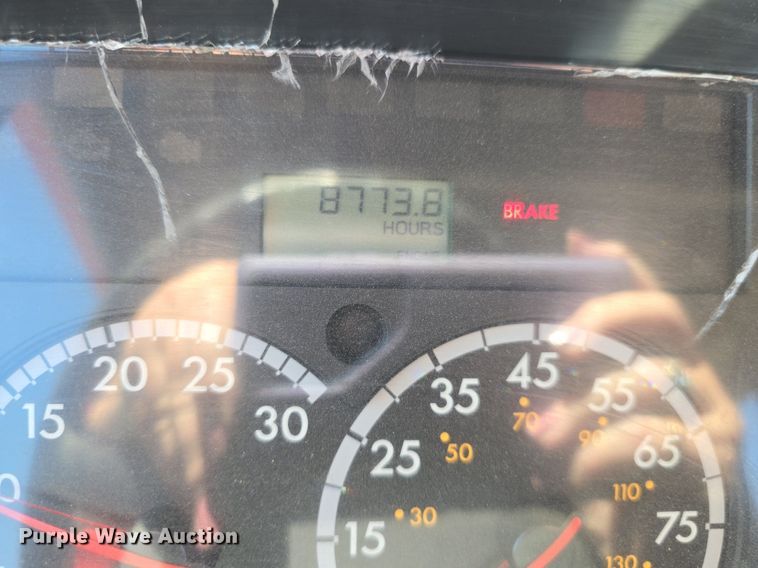 8773.8
HOURS
BRAKE
15 20 25 30
15 25 35 45 55 65 75
30 50 70 90 110 130
Purple Wave Auction